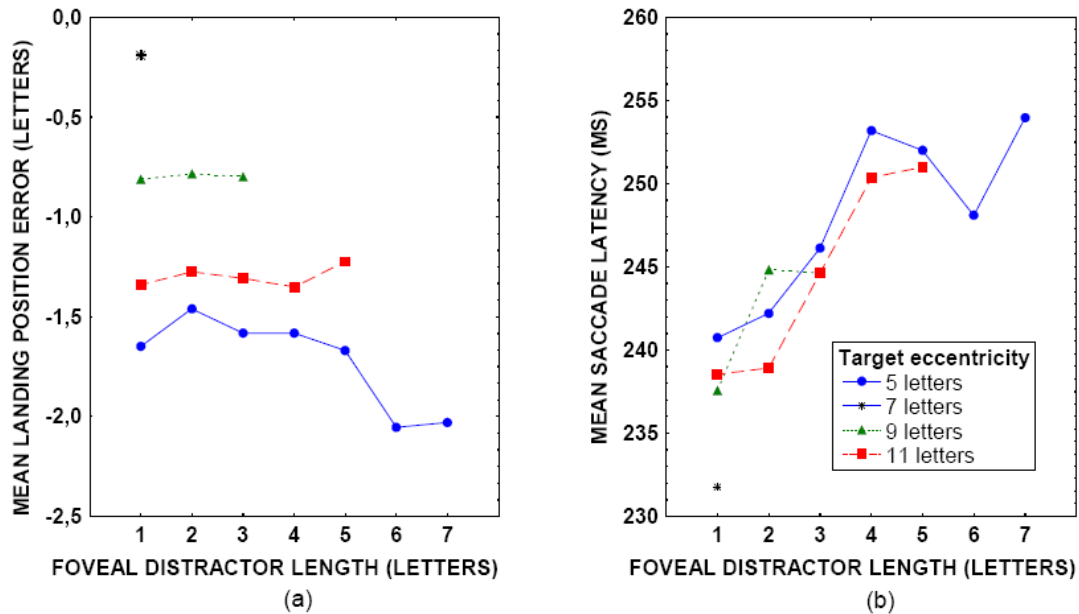 MEAN LANDING POSITION ERROR (LETTERS)
0,0
-0,5
-1,0
-1,5
-2,0
-2,5
1 2 3 4 5 6 7
FOVEAL DISTRACTOR LENGTH (LETTERS)
(a)
MEAN SACCADE LATENCY (MS)
260
255
250
245
240
235
230
Target eccentricity
5 letters
7 letters
9 letters
11 letters
1 2 3 4 5 6 7
FOVEAL DISTRACTOR LENGTH (LETTERS)
(b)